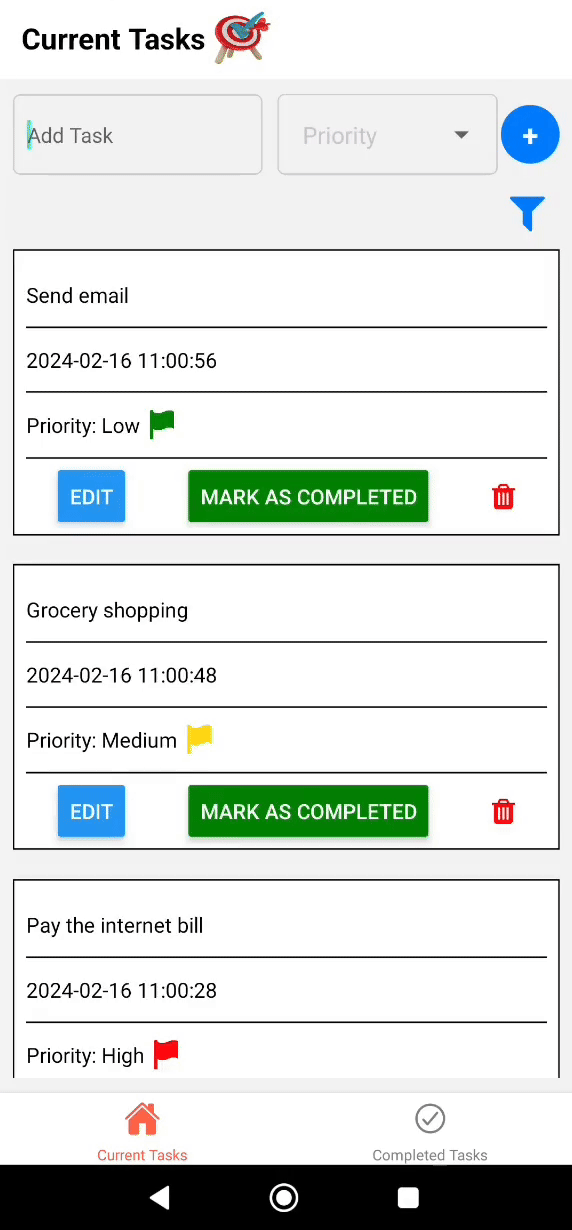 Current Tasks
Add Task
Priority
+
Send email
2024-02-16 11:00:56
Priority: Low
EDIT MARK AS COMPLETED
Grocery shopping
2024-02-16 11:00:48
Priority: Medium
EDIT MARK AS COMPLETED
Pay the internet bill
2024-02-16 11:00:28
Priority: High
Current Tasks Completed Tasks